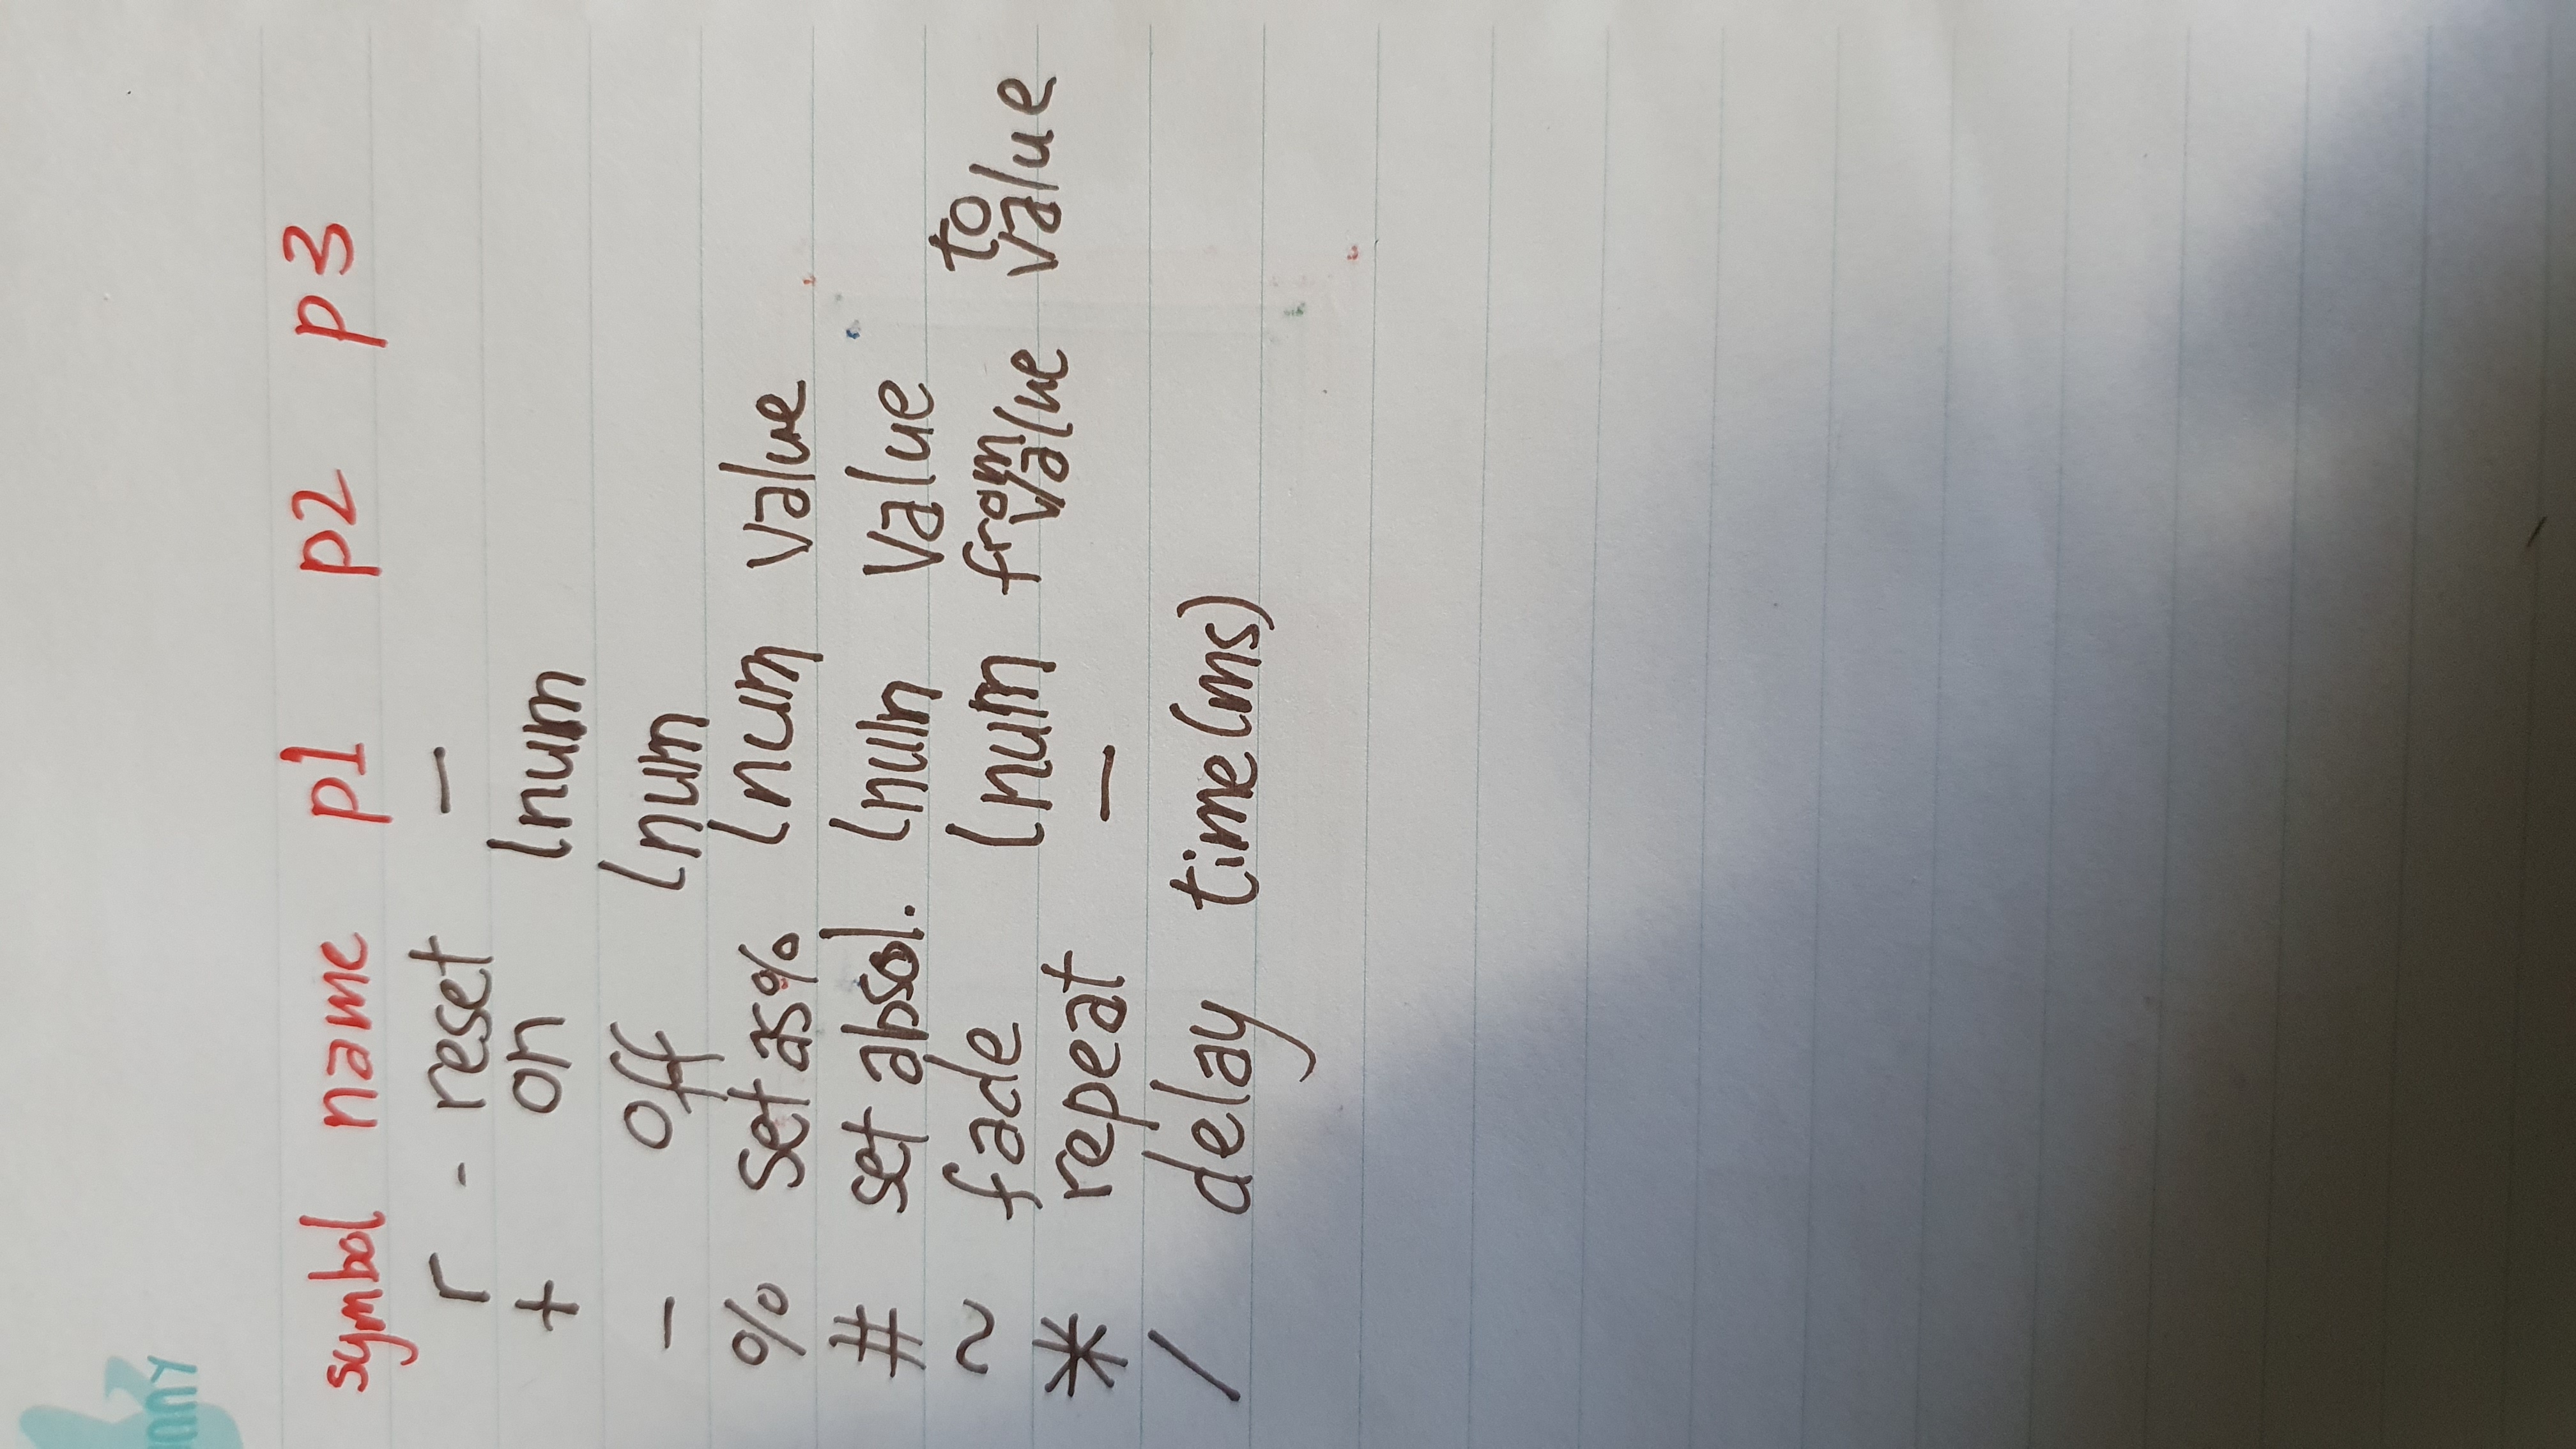 nny
symbol name p1 p2 p3
r - reset —
+ on lnum
— off lnum
% set as% lnum value
# set absol. lnum value
~ fade lnum from value to value
* repeat —
/ delay time(ms)